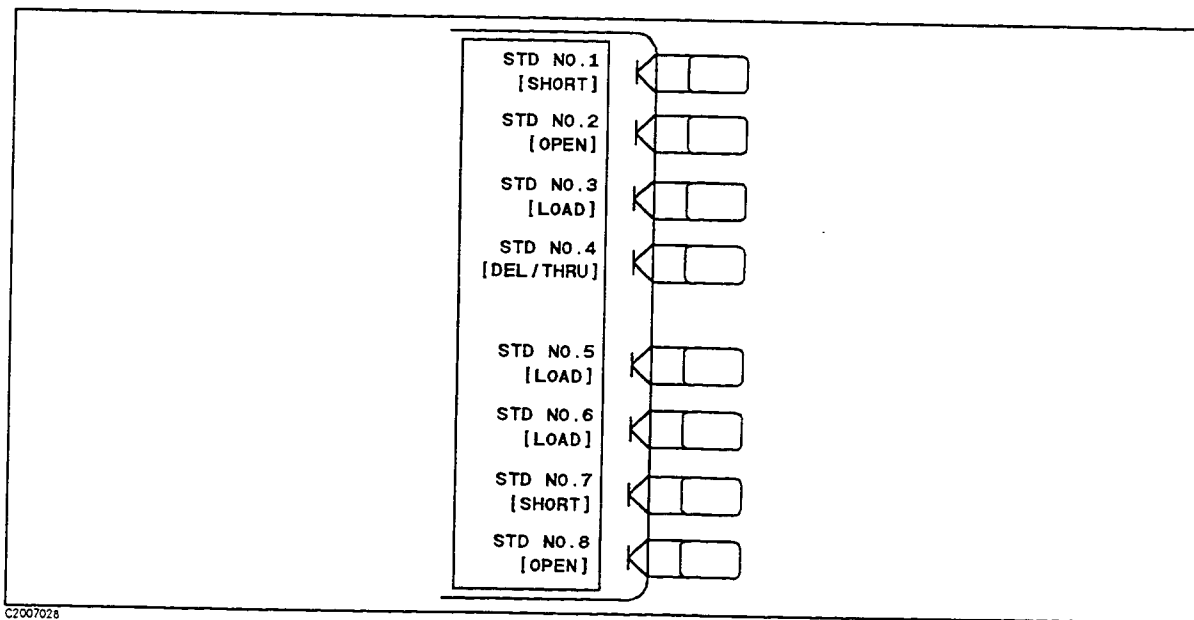 STD NO.1
[SHORT]
STD NO.2
[OPEN]
STD NO.3
[LOAD]
STD NO.4
[DEL/THRU]
STD NO.5
[LOAD]
STD NO.6
[LOAD]
STD NO.7
[SHORT]
STD NO.8
[OPEN]
C2007028